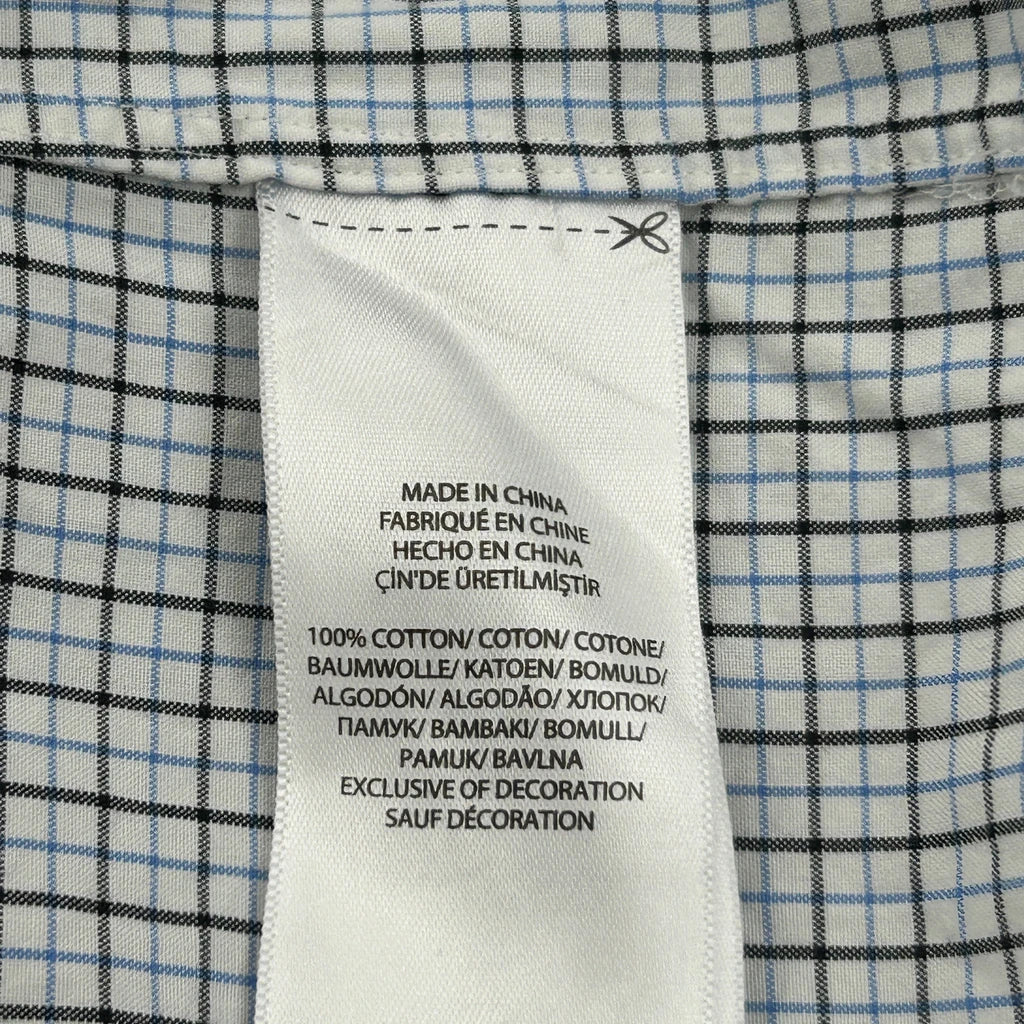 MADE IN CHINA
FABRIQUÉ EN CHINE
HECHO EN CHINA
ÇİN'DE ÜRETİLMİŞTİR
100% COTTON/ COTON/ COTONE/
BAUMWOLLE/ KATOEN/ BOMULD/
ALGODÓN/ ALGODÃO/ ХЛОПОК/
ПАМУК/ ΒΑΜΒΑΚΙ/ BOMULL/
PAMUK/ BAVLNA
EXCLUSIVE OF DECORATION
SAUF DÉCORATION